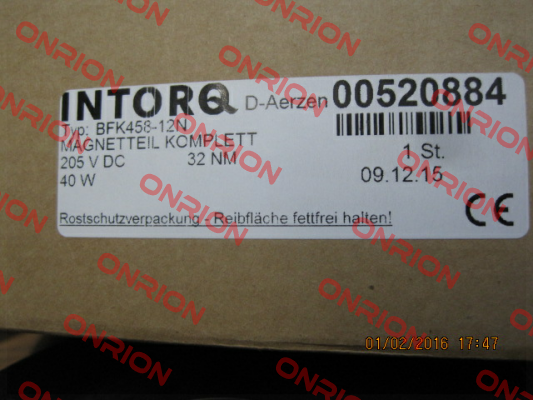 INTORQ D-Aerzen 00520884
Typ: BFK458-12N
MAGNETTEIL KOMPLETT
205 V DC 32 NM
40 W
1 St.
09.12.15
Rostschutzverpackung - Reibfläche fettfrei halten!
CE
01/02/2016 17:47
ONRION